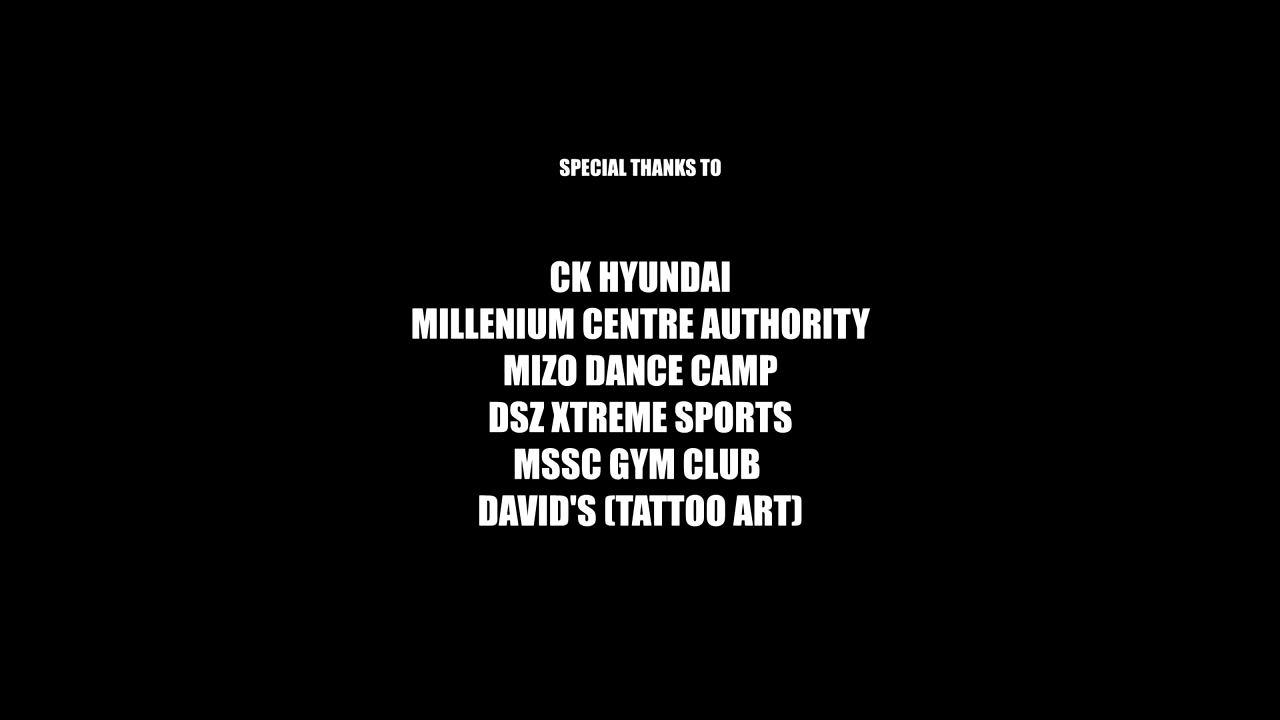 SPECIAL THANKS TO
CK HYUNDAI
MILLENIUM CENTRE AUTHORITY
MIZO DANCE CAMP
DSZ XTREME SPORTS
MSSC GYM CLUB
DAVID'S (TATTOO ART)